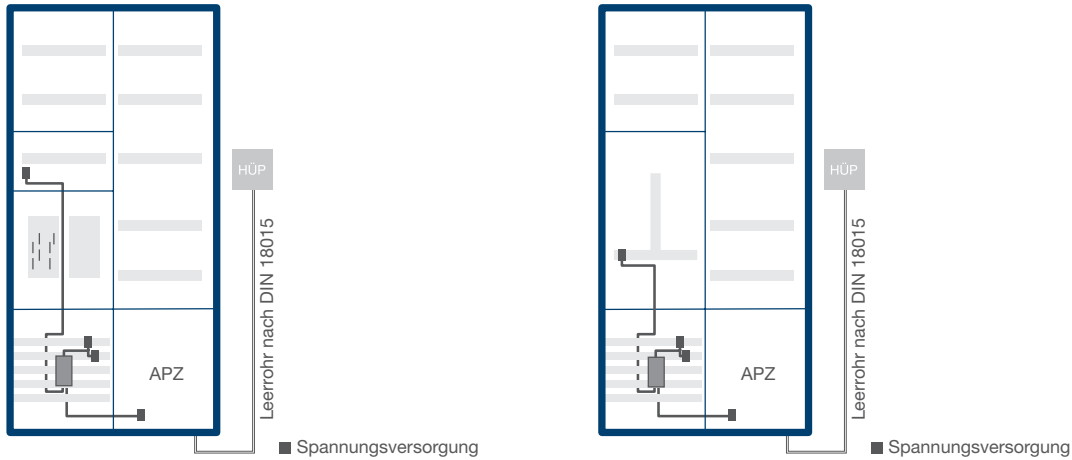 HÜP
Leerrohr nach DIN 18015
APZ
Spannungsversorgung
HÜP
Leerrohr nach DIN 18015
APZ
Spannungsversorgung